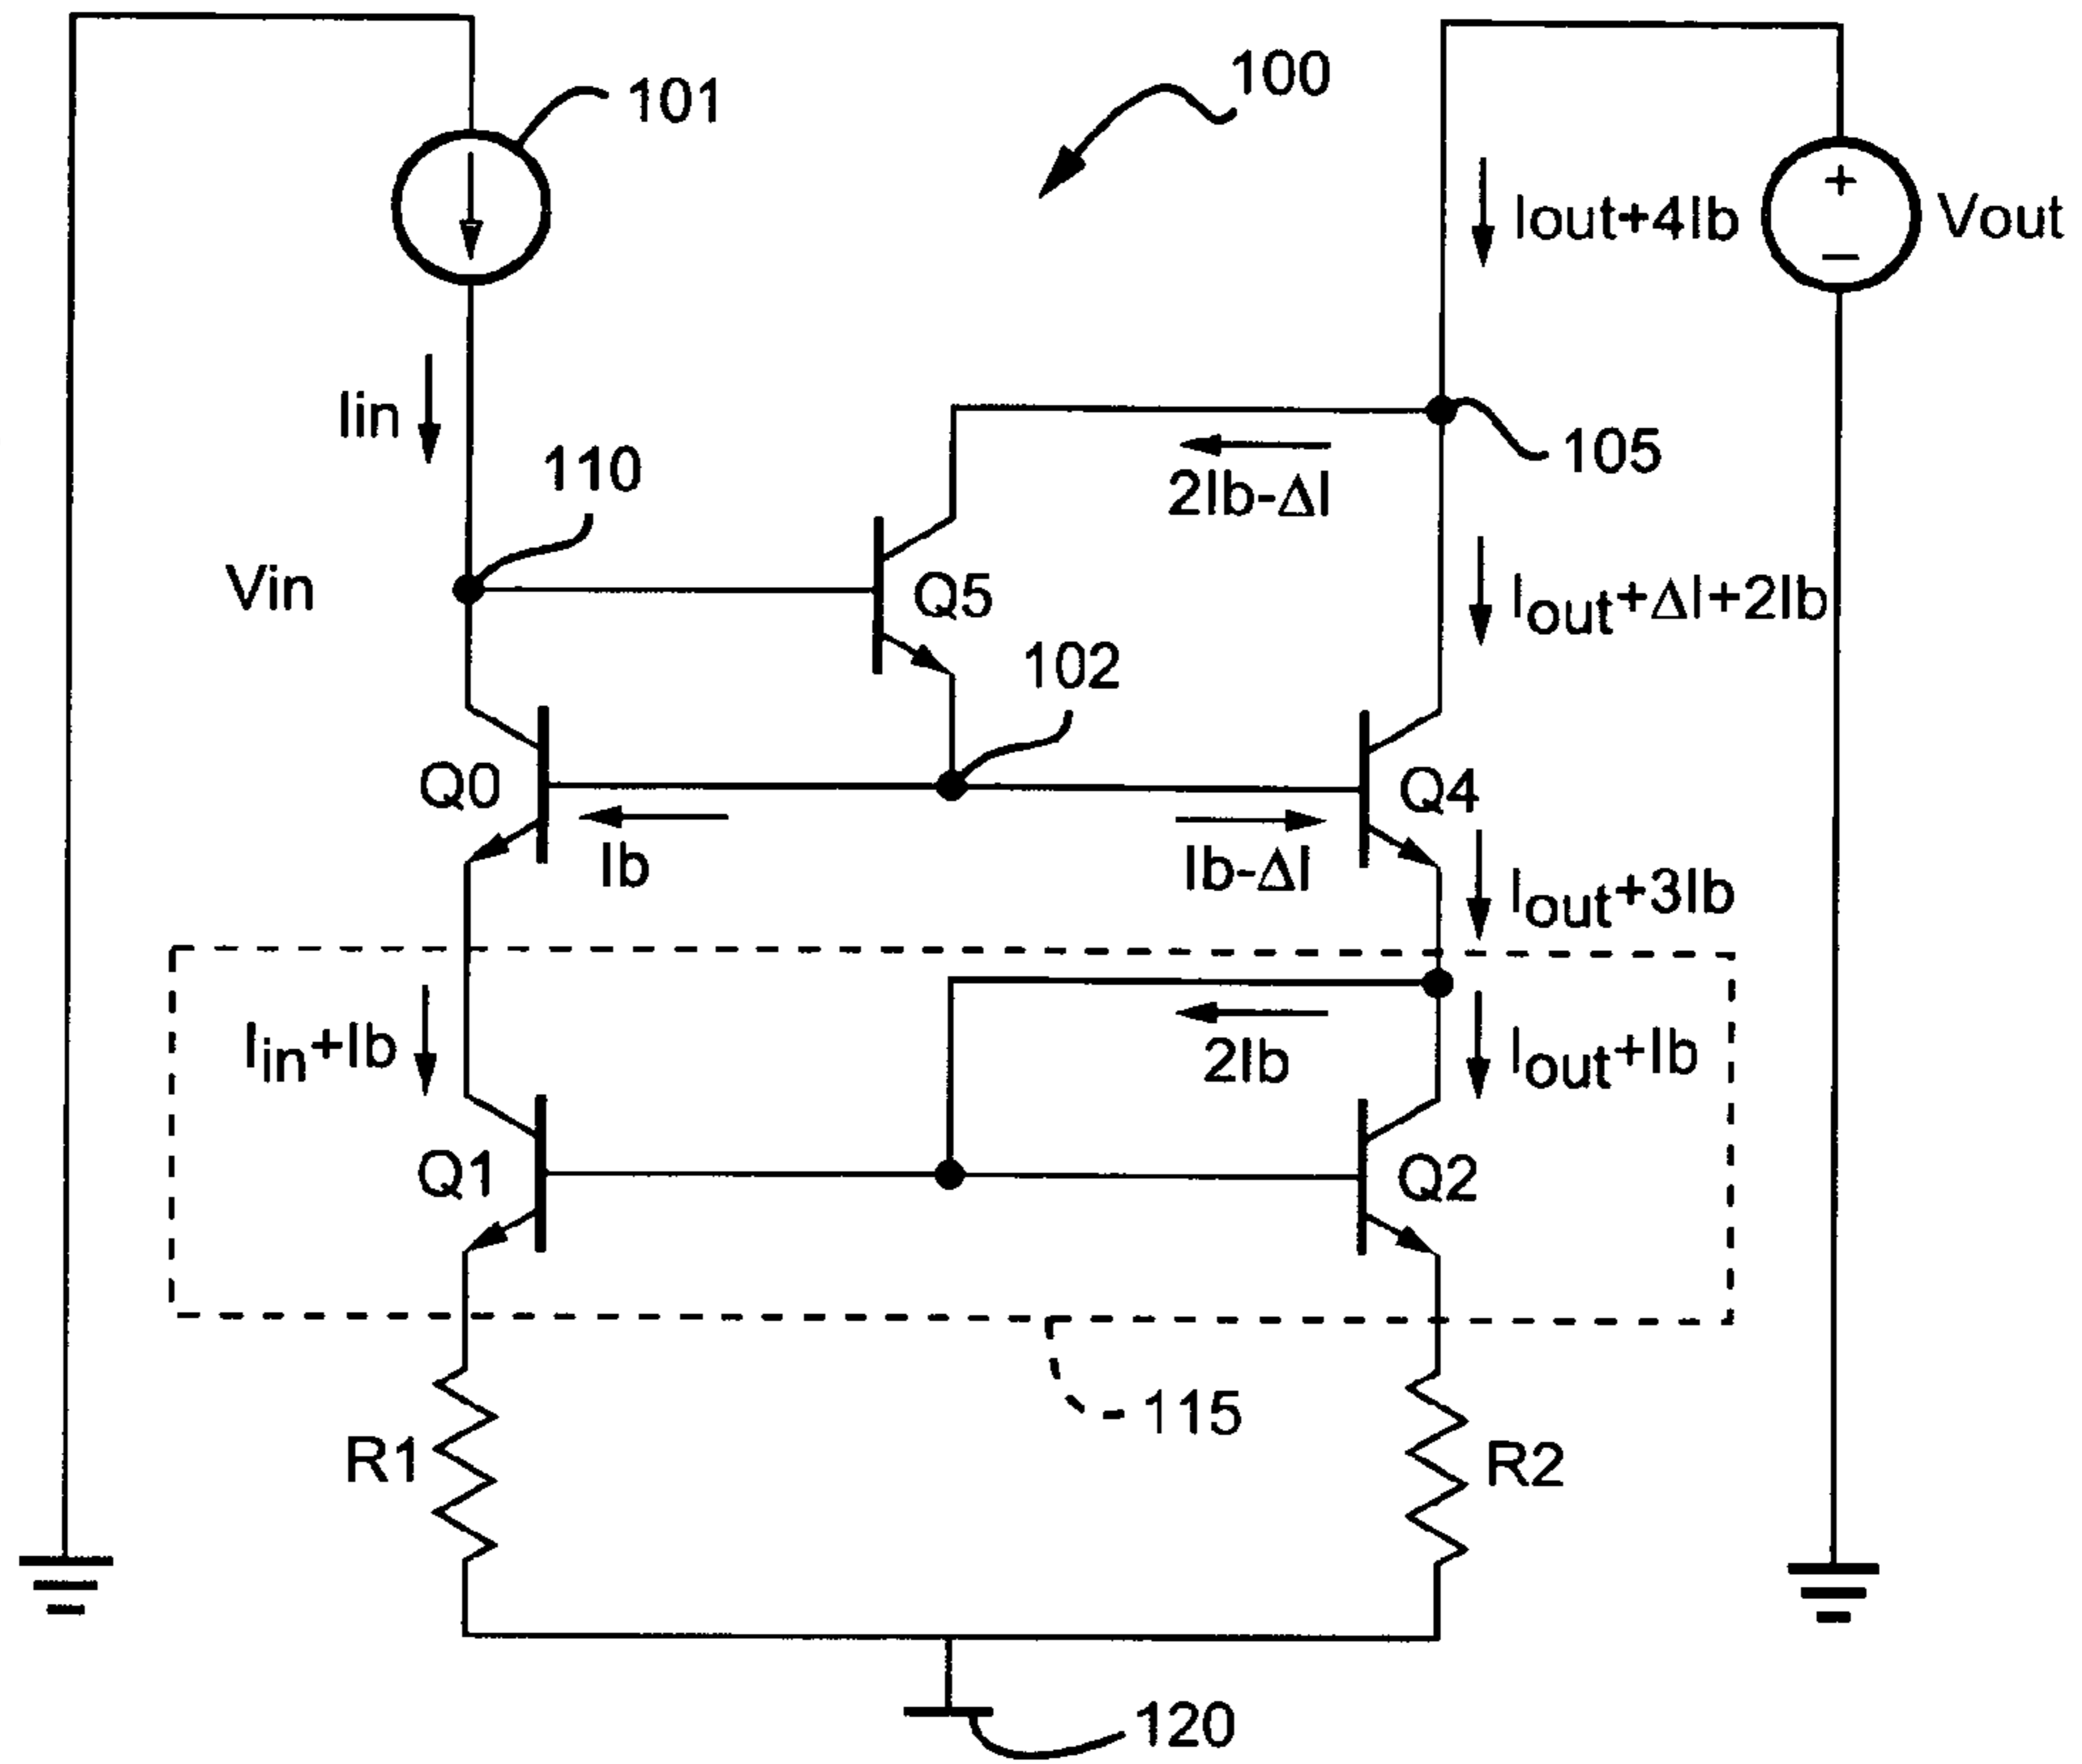 100
101
Iout+4Ib
+
−
Vout
Iin
110
105
2Ib-ΔI
Vin
Q5
Iout+ΔI+2Ib
102
Q0
Q4
Ib
Ib-ΔI
Iout+3Ib
Iin+Ib
2Ib
Iout+Ib
Q1
Q2
115
R1
R2
120